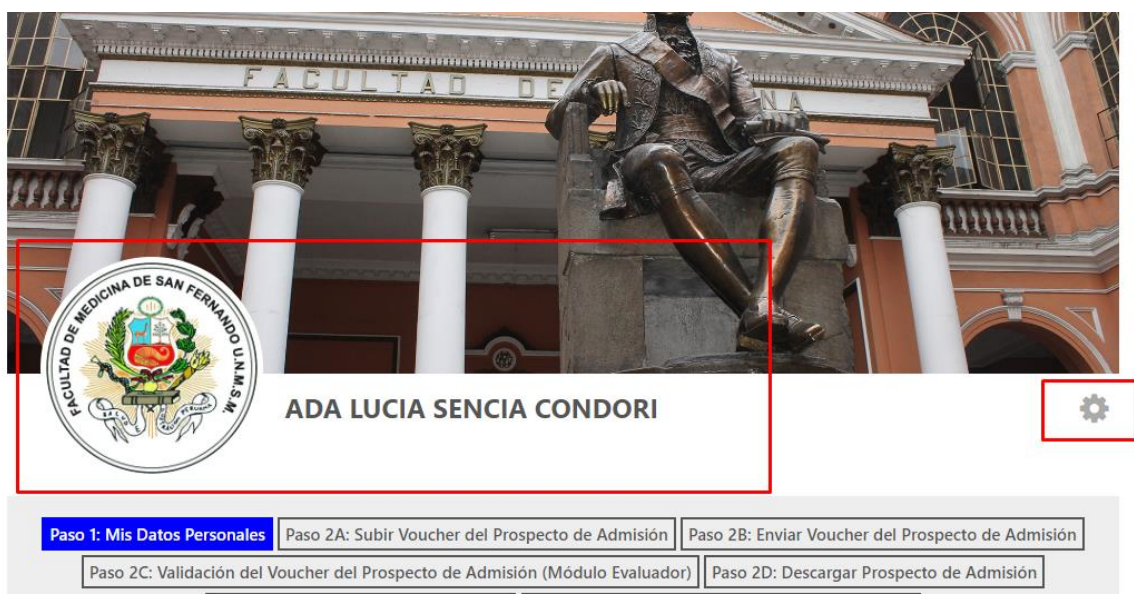 FACULTAD DE
NA
FACULTAD DE MEDICINA DE SAN FERNANDO U.N.M.S.M.
ADA LUCIA SENCIA CONDORI
Paso 1: Mis Datos Personales
Paso 2A: Subir Voucher del Prospecto de Admisión
Paso 2B: Enviar Voucher del Prospecto de Admisión
Paso 2C: Validación del Voucher del Prospecto de Admisión (Módulo Evaluador)
Paso 2D: Descargar Prospecto de Admisión